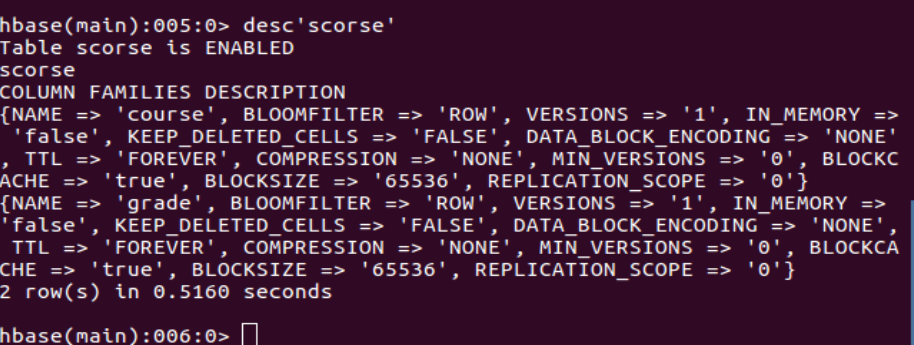 hbase(main):005:0> desc'scorse'
Table scorse is ENABLED
scorse
COLUMN FAMILIES DESCRIPTION
{NAME => 'course', BLOOMFILTER => 'ROW', VERSIONS => '1', IN_MEMORY =>
 'false', KEEP_DELETED_CELLS => 'FALSE', DATA_BLOCK_ENCODING => 'NONE'
, TTL => 'FOREVER', COMPRESSION => 'NONE', MIN_VERSIONS => '0', BLOCKC
ACHE => 'true', BLOCKSIZE => '65536', REPLICATION_SCOPE => '0'}
{NAME => 'grade', BLOOMFILTER => 'ROW', VERSIONS => '1', IN_MEMORY =>
'false', KEEP_DELETED_CELLS => 'FALSE', DATA_BLOCK_ENCODING => 'NONE',
 TTL => 'FOREVER', COMPRESSION => 'NONE', MIN_VERSIONS => '0', BLOCKCA
CHE => 'true', BLOCKSIZE => '65536', REPLICATION_SCOPE => '0'}
2 row(s) in 0.5160 seconds
hbase(main):006:0>